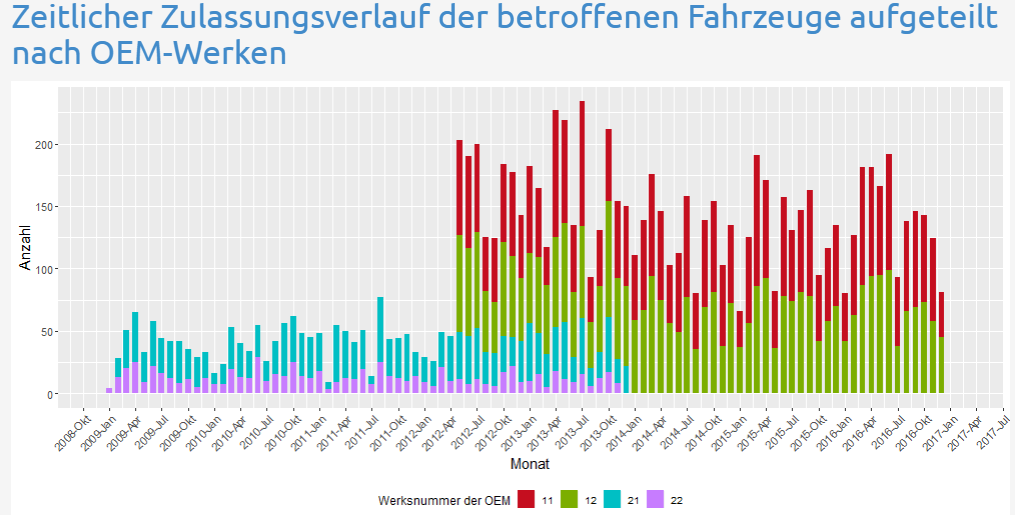 Zeitlicher Zulassungsverlauf der betroffenen Fahrzeuge aufgeteilt
nach OEM-Werken
Anzahl
200
150
100
50
0
2008-Okt
2009-Jan
2009-Apr
2009-Jul
2009-Okt
2010-Jan
2010-Apr
2010-Jul
2010-Okt
2011-Jan
2011-Apr
2011-Jul
2011-Okt
2012-Jan
2012-Apr
2012-Jul
2012-Okt
2013-Jan
2013-Apr
2013-Jul
2013-Okt
2014-Jan
2014-Apr
2014-Jul
2014-Okt
2015-Jan
2015-Apr
2015-Jul
2015-Okt
2016-Jan
2016-Apr
2016-Jul
2016-Okt
2017-Jan
2017-Apr
2017-Jul
Monat
Werksnummer der OEM 11 12 21 22